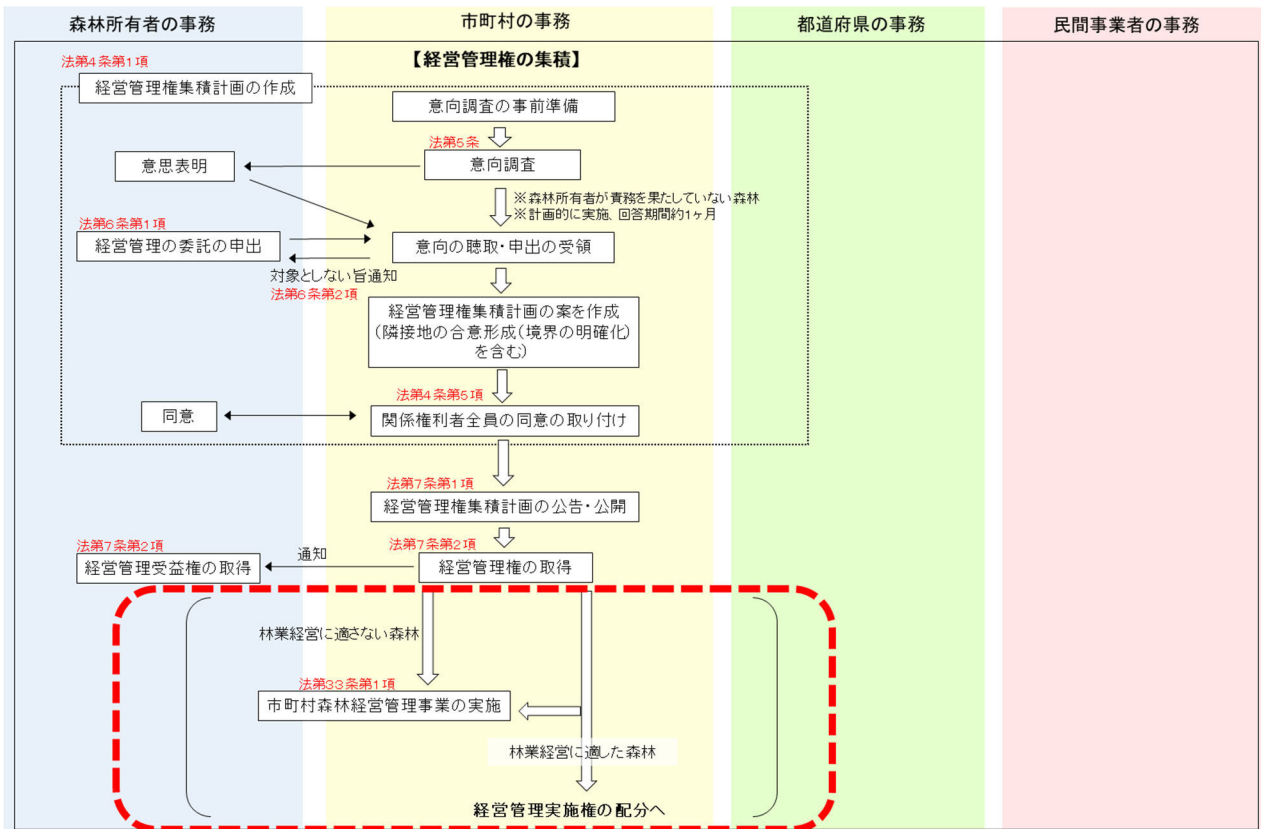 森林所有者の事務
市町村の事務
都道府県の事務
民間事業者の事務
【経営管理権の集積】
法第4条第1項
経営管理権集積計画の作成
意向調査の事前準備
法第5条
意思表明
意向調査
※森林所有者が責務を果たしていない森林
※計画的に実施、回答期間約1ヶ月
法第6条第1項
経営管理の委託の申出
意向の聴取・申出の受領
対象としない旨通知
法第6条第2項
経営管理権集積計画の案を作成
(隣接地の合意形成(境界の明確化)
を含む)
法第4条第5項
同意
関係権利者全員の同意の取り付け
法第7条第1項
経営管理権集積計画の公告・公開
法第7条第2項
通知
法第7条第2項
経営管理受益権の取得
経営管理権の取得
林業経営に適さない森林
法第33条第1項
市町村森林経営管理事業の実施
林業経営に適した森林
経営管理実施権の配分へ